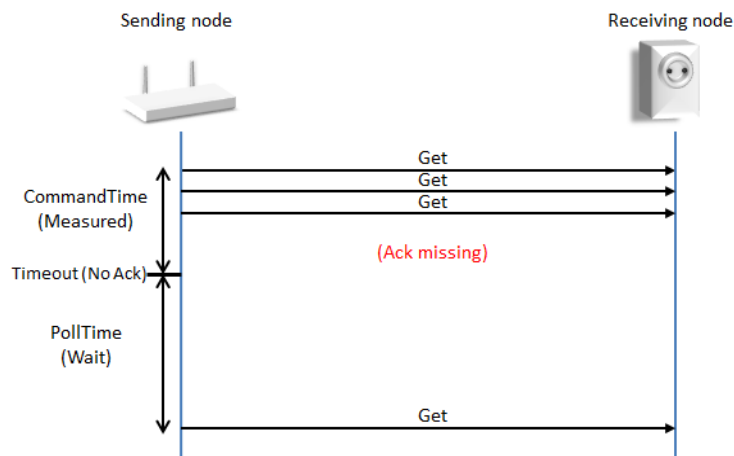 Sending node
Receiving node
Get
Get
Get
CommandTime
(Measured)
(Ack missing)
Timeout (No Ack)
PollTime
(Wait)
Get